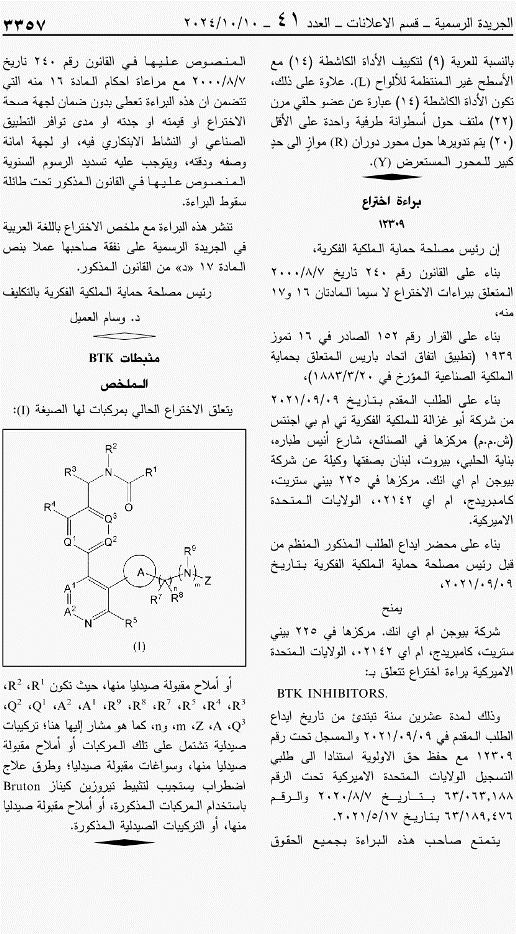 الجريدة الرسمية ــ قسم الاعلانات ــ العدد ٤١ ــ ٢٠٢٤/١٠/١٠
٣٣٥٧
بالنسبة للعربة (٩) لتكييف الأداة الكاشطة (١٤) مع
الأسطح غير المنتظمة للألواح (L). علاوة على ذلك،
تكون الأداة الكاشطة (١٤) عبارة عن عضو حلقي مرن
(٢٢) ملتف حول أسطوانة طرفية واحدة على الأقل
(٢٠) يتم تدويرها حول محور دوران (R) موازٍ الى حدٍ
كبير للمحور المستعرض (Y).
براءة اختراع
١٢٣٠٩
إن رئيس مصلحة حماية الملكية الفكرية،
بناء على القانون رقم ٢٤٠ تاريخ ٢٠٠٠/٨/٧
المتعلق ببراءات الاختراع لا سيما المادتان ١٦ و١٧
منه،
بناء على القرار رقم ١٥٢ الصادر في ١٦ تموز
١٩٣٩ (تطبيق اتفاق اتحاد باريس المتعلق بحماية
الملكية الصناعية المؤرخ في ١٨٨٣/٣/٢٠)،
بناء على الطلب المقدم بتاريخ ٢٠٢١/٠٩/٠٩
من شركة أبو غزالة للملكية الفكرية تي ام بي اجنتس
(ش.م.م) مركزها في الصنائع، شارع أنيس طباره،
بناية الحلبي، بيروت، لبنان بصفتها وكيلة عن شركة
بيوجن ام اي انك. مركزها في ٢٢٥ بيني ستريت،
كامبريدج، ام اي ٠٢١٤٢، الولايات المتحدة
الاميركية.
بناء على محضر ايداع الطلب المذكور المنظم من
قبل رئيس مصلحة حماية الملكية الفكرية بتاريخ
٢٠٢١/٠٩/٠٩،
يمنح
شركة بيوجن ام اي انك. مركزها في ٢٢٥ بيني
ستريت، كامبريدج، ام اي ٠٢١٤٢، الولايات المتحدة
الاميركية براءة اختراع تتعلق بـ:
BTK INHIBITORS.
وذلك لمدة عشرين سنة تبتدئ من تاريخ ايداع
الطلب المقدم في ٢٠٢١/٠٩/٠٩ والمسجل تحت رقم
١٢٣٠٩ مع حفظ حق الاولوية استنادا الى طلبي
التسجيل الولايات المتحدة الاميركية تحت الرقم
٦٣/٠٦٣,١٨٨ بتاريخ ٢٠٢٠/٨/٧ والرقم
٦٣/١٨٩,٤٧٦ بتاريخ ٢٠٢١/٥/١٧.
يتمتع صاحب هذه البراءة بجميع الحقوق
المنصوص عليها في القانون رقم ٢٤٠ تاريخ
٢٠٠٠/٨/٧ مع مراعاة احكام المادة ١٦ منه التي
تتضمن ان هذه البراءة تعطى بدون ضمان لجهة صحة
الاختراع او قيمته او جدته او مدى توافر التطبيق
الصناعي او النشاط الابتكاري فيه، او لجهة امانة
وصفه ودقته، ويتوجب عليه تسديد الرسوم السنوية
المنصوص عليها في القانون المذكور تحت طائلة
سقوط البراءة.
تنشر هذه البراءة مع ملخص الاختراع باللغة العربية
في الجريدة الرسمية على نفقة صاحبها عملا بنص
المادة ١٧ «د» من القانون المذكور.
رئيس مصلحة حماية الملكية الفكرية بالتكليف
د. وسام العميل
مثبطات BTK
الملخص
يتعلق الاختراع الحالي بمركبات لها الصيغة (I):
R²
R³ N R¹
O
R⁴
Q³
Q¹ Q²
R⁹
A N Z
n m
R⁷ R⁸
A¹
A²
N R⁵
(I)
أو أملاح مقبولة صيدليا منها، حيث تكون R¹، R²،
R³، R⁴، R⁵، R⁷، R⁸، R⁹، A¹، A²، Q¹، Q²،
Q³، A، Z، m، وn، كما هو مشار إليها هنا؛ تركيبات
صيدلية تشتمل على تلك المركبات أو أملاح مقبولة
صيدليا منها، وسواغات مقبولة صيدليا؛ وطرق علاج
اضطراب يستجيب لتثبيط تيروزين كيناز Bruton
باستخدام المركبات المذكورة، أو أملاح مقبولة صيدليا
منها، أو التركيبات الصيدلية المذكورة.